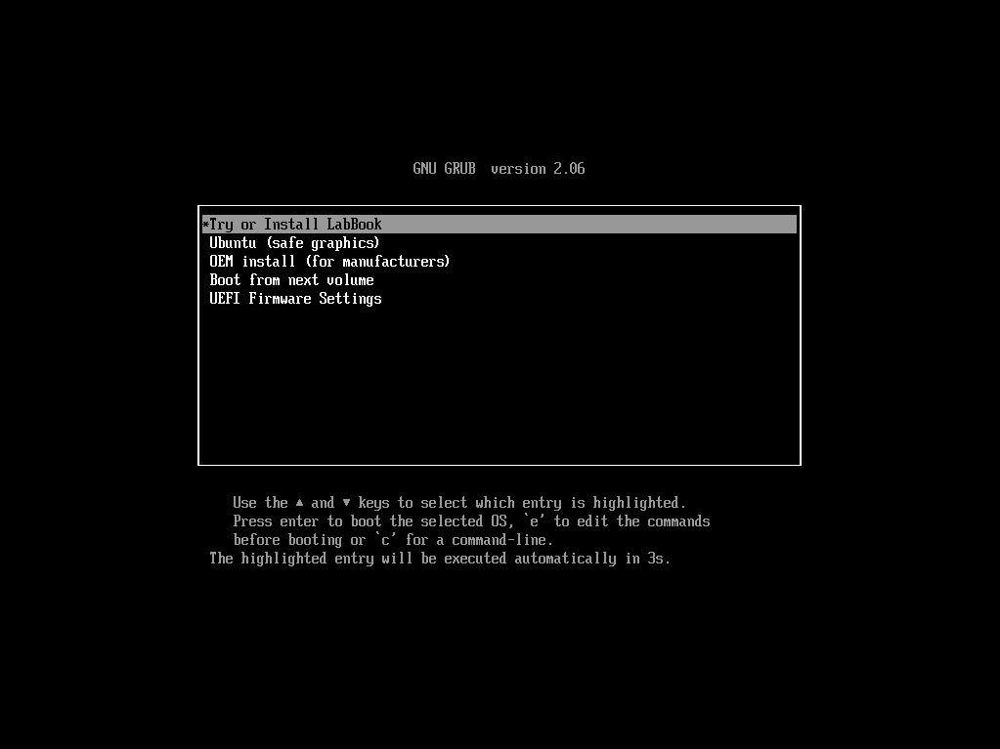 GNU GRUB version 2.06
*Try or Install LabBook
Ubuntu (safe graphics)
OEM install (for manufacturers)
Boot from next volume
UEFI Firmware Settings
Use the ▲ and ▼ keys to select which entry is highlighted.
Press enter to boot the selected OS, `e' to edit the commands
before booting or `c' for a command-line.
The highlighted entry will be executed automatically in 3s.